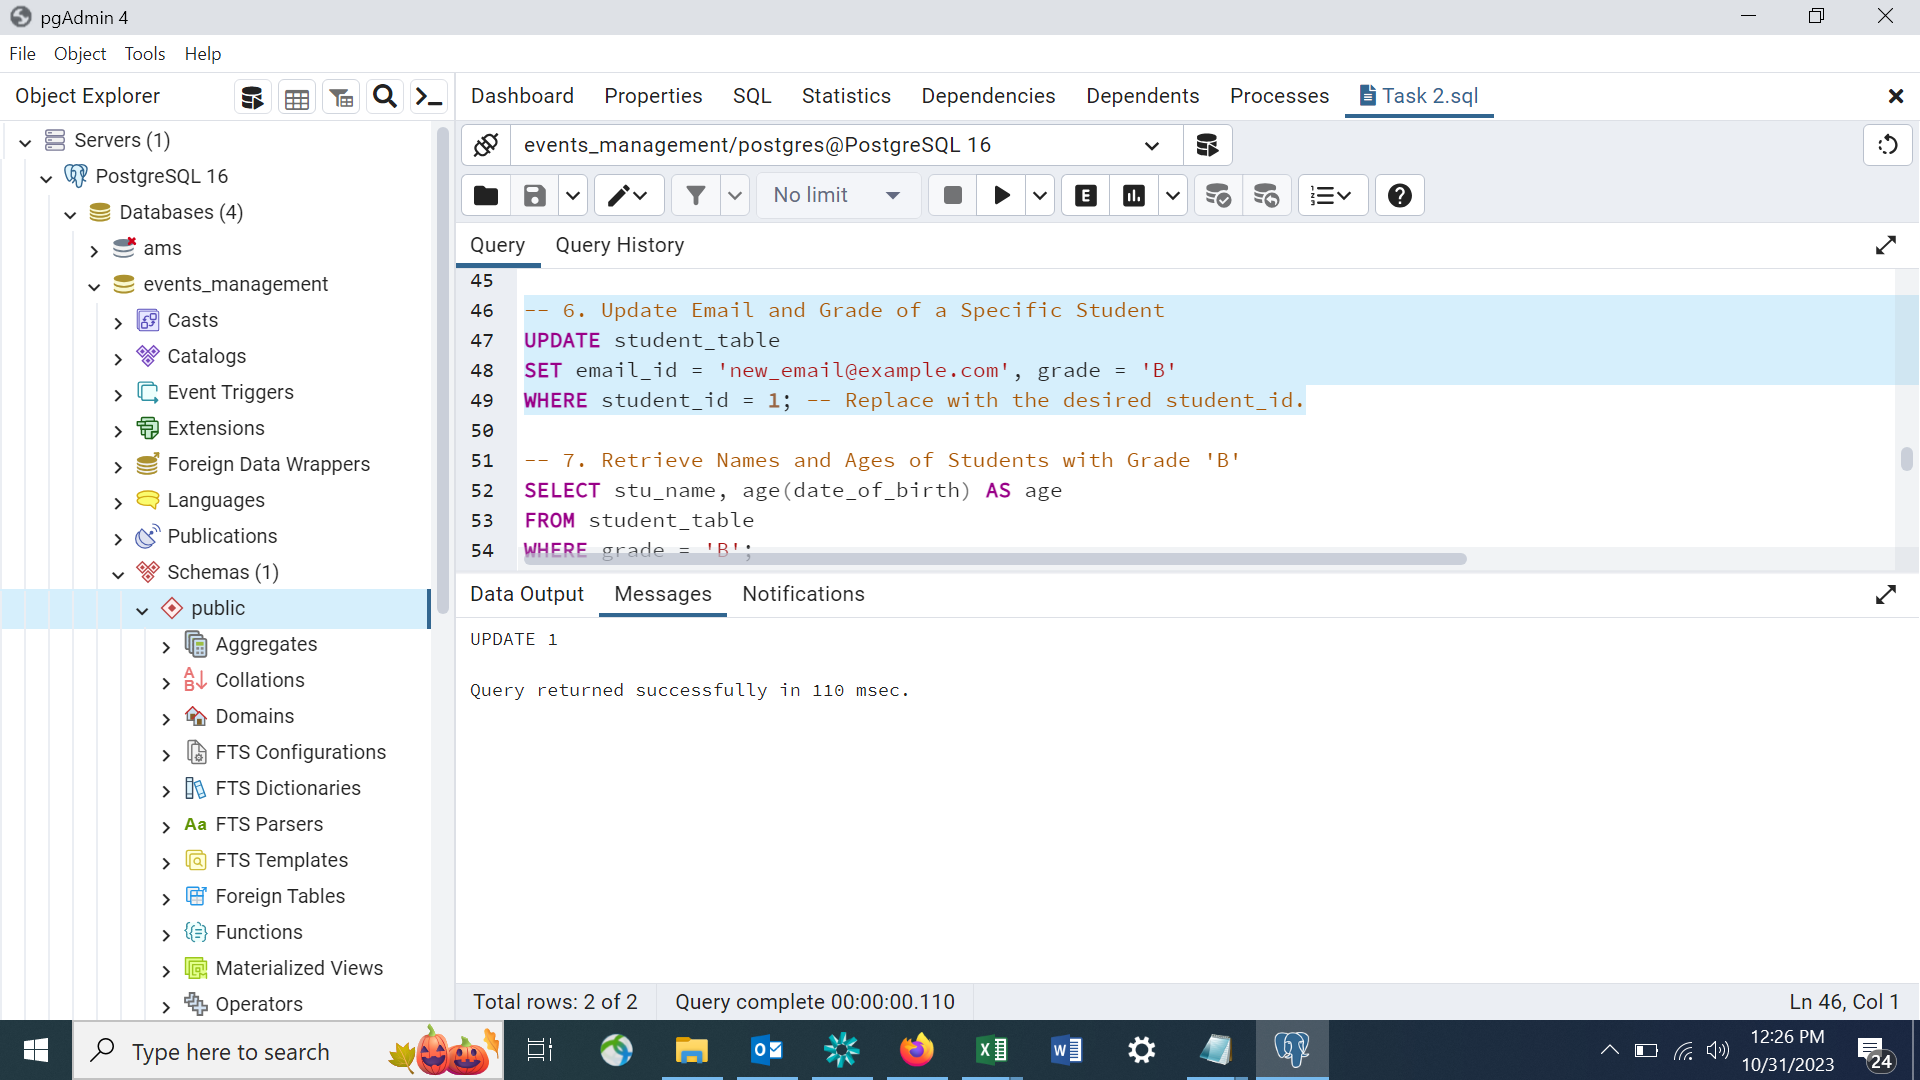 pgAdmin 4
File Object Tools Help
Object Explorer
Dashboard Properties SQL Statistics Dependencies Dependents Processes Task 2.sql
Servers (1)
PostgreSQL 16
Databases (4)
ams
events_management
Casts
Catalogs
Event Triggers
Extensions
Foreign Data Wrappers
Languages
Publications
Schemas (1)
public
Aggregates
Collations
Domains
FTS Configurations
FTS Dictionaries
Aa FTS Parsers
FTS Templates
Foreign Tables
Functions
Materialized Views
Operators
events_management/postgres@PostgreSQL 16
No limit
E
Query Query History
45
46 -- 6. Update Email and Grade of a Specific Student
47 UPDATE student_table
48 SET email_id = 'new_email@example.com', grade = 'B'
49 WHERE student_id = 1; -- Replace with the desired student_id.
50
51 -- 7. Retrieve Names and Ages of Students with Grade 'B'
52 SELECT stu_name, age(date_of_birth) AS age
53 FROM student_table
54 WHERE grade = 'B';
Data Output Messages Notifications
UPDATE 1
Query returned successfully in 110 msec.
Total rows: 2 of 2 Query complete 00:00:00.110 Ln 46, Col 1
Type here to search
12:26 PM
10/31/2023
24